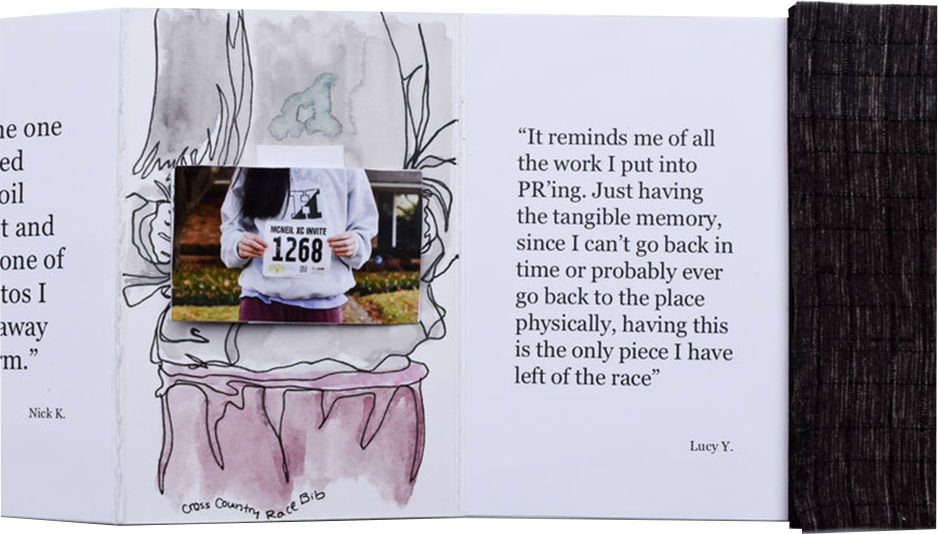 ne one
ed
oil
t and
one of
tos I
away
rm.”
Nick K.
A
A
MCNEIL XC INVITE
1268
Cross Country Race Bib
“It reminds me of all
the work I put into
PR’ing. Just having
the tangible memory,
since I can’t go back in
time or probably ever
go back to the place
physically, having this
is the only piece I have
left of the race”
Lucy Y.